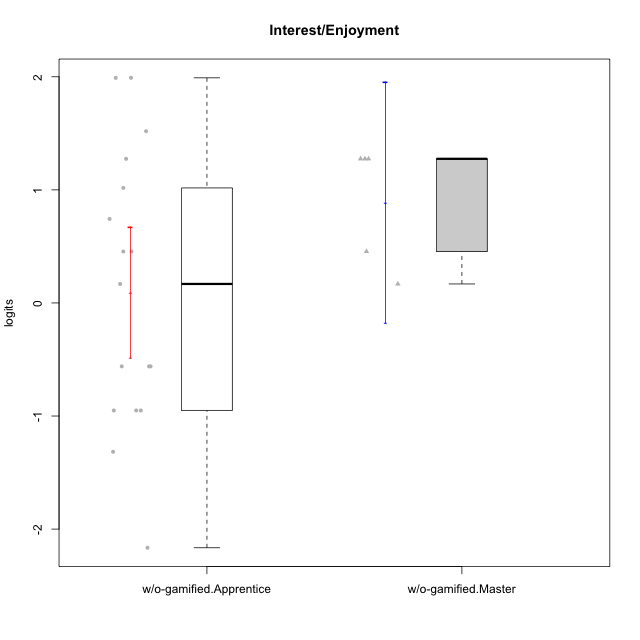 Interest/Enjoyment
logits
2
1
0
-1
-2
w/o-gamified.Apprentice
w/o-gamified.Master